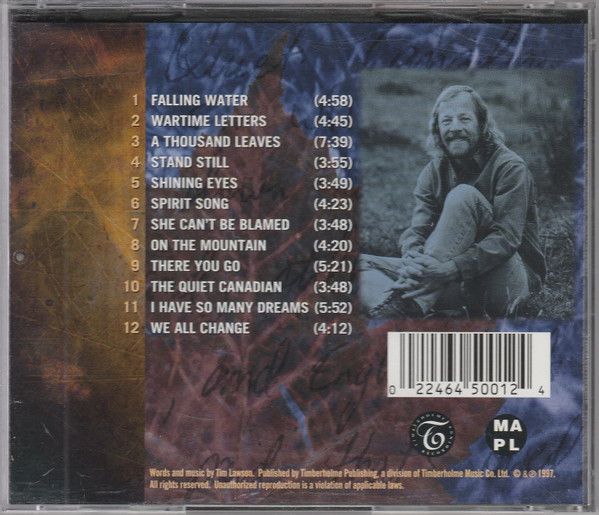 1 FALLING WATER (4:58)
2 WARTIME LETTERS (4:45)
3 A THOUSAND LEAVES (7:39)
4 STAND STILL (3:55)
5 SHINING EYES (3:49)
6 SPIRIT SONG (4:23)
7 SHE CAN'T BE BLAMED (3:48)
8 ON THE MOUNTAIN (4:20)
9 THERE YOU GO (5:21)
10 THE QUIET CANADIAN (3:48)
11 I HAVE SO MANY DREAMS (5:52)
12 WE ALL CHANGE (4:12)
0 22464 50012 4
and
T
MA
PL
Words and music by Tim Lawson. Published by Timberholme Publishing, a division of Timberholme Music Co. Ltd. © & ℗ 1997.
All rights reserved. Unauthorized reproduction is a violation of applicable laws.